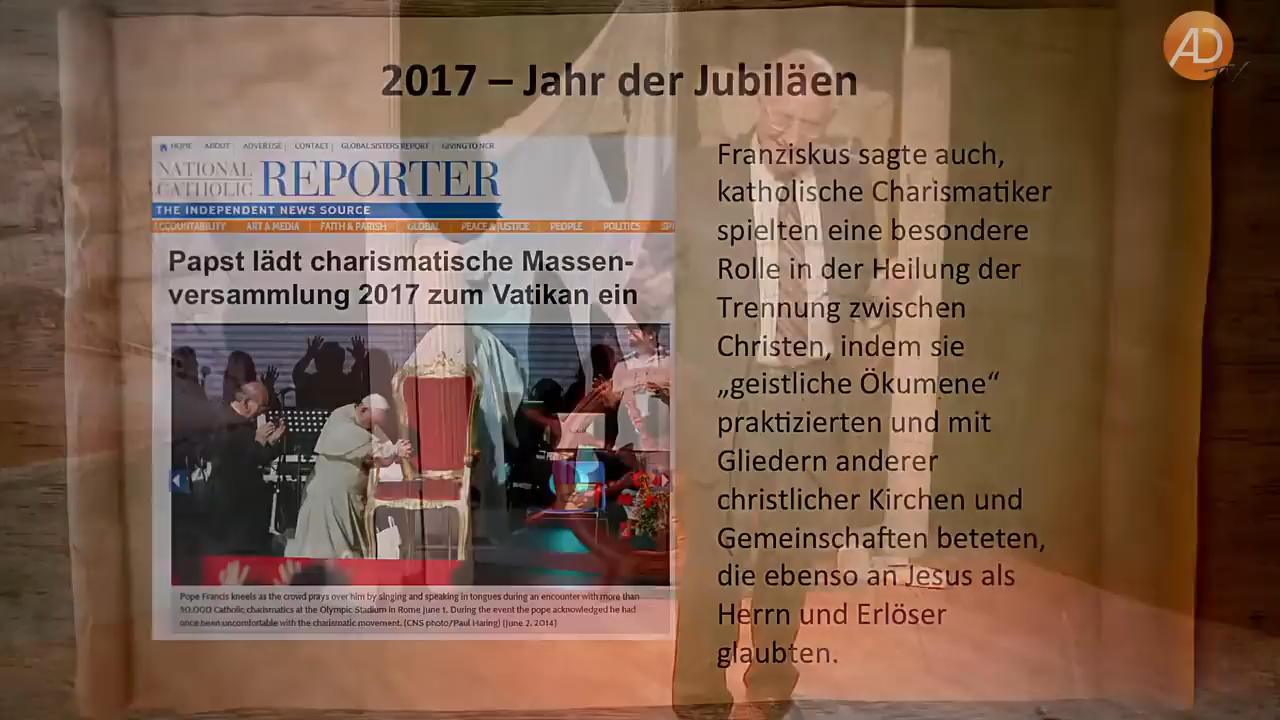 AD
TV
2017 – Jahr der Jubiläen
HOME ABOUT ADVERTISE CONTACT GLOBAL SISTERS REPORT GIVING TO NCR
NATIONAL
CATHOLIC
REPORTER
THE INDEPENDENT NEWS SOURCE
ACCOUNTABILITY ART & MEDIA FAITH & PARISH GLOBAL PEACE & JUSTICE PEOPLE POLITICS
Papst lädt charismatische Massen-
versammlung 2017 zum Vatikan ein
Pope Francis kneels as the crowd prays over him by singing and speaking in tongues during an encounter with more than
50,000 Catholic charismatics at the Olympic Stadium in Rome June 1. During the event the pope acknowledged he had
once been uncomfortable with the charismatic movement. (CNS photo/Paul Haring) (June 2, 2014)
Franziskus sagte auch,
katholische Charismatiker
spielten eine besondere
Rolle in der Heilung der
Trennung zwischen
Christen, indem sie
„geistliche Ökumene“
praktizierten und mit
Gliedern anderer
christlicher Kirchen und
Gemeinschaften beteten,
die ebenso an Jesus als
Herrn und Erlöser
glaubten.